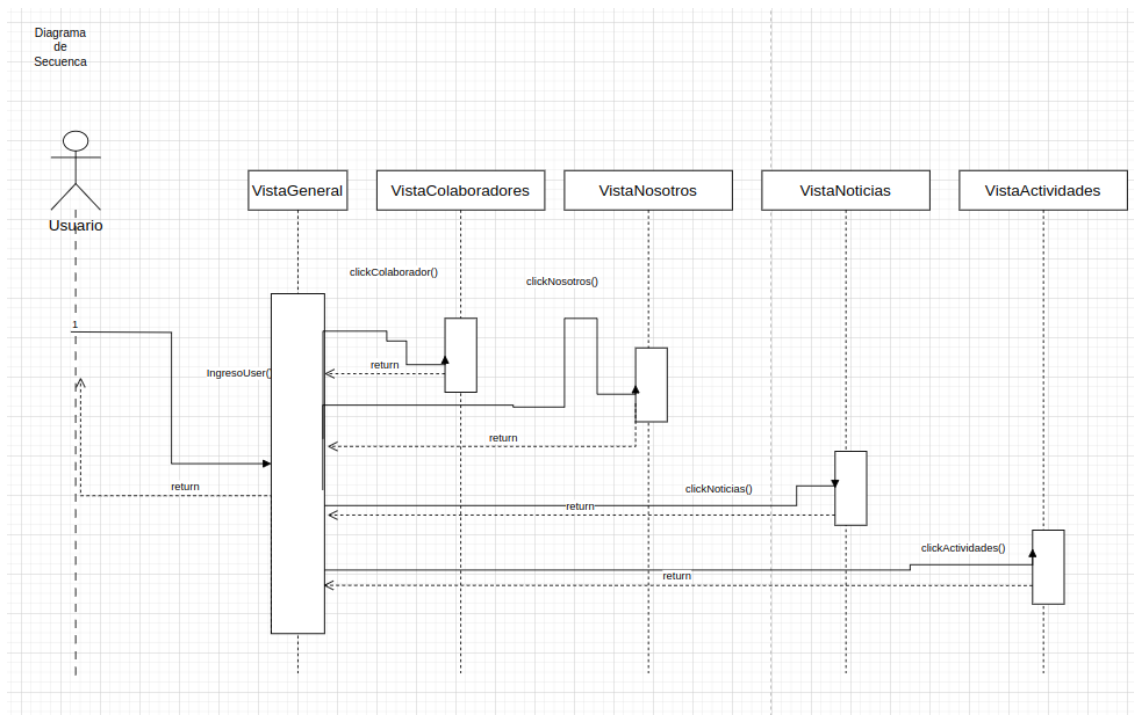 Diagrama
de
Secuenca
Usuario
VistaGeneral
VistaColaboradores
VistaNosotros
VistaNoticias
VistaActividades
clickColaborador()
clickNosotros()
1
return
IngresoUser()
return
return
clickNoticias()
return
clickActividades()
return